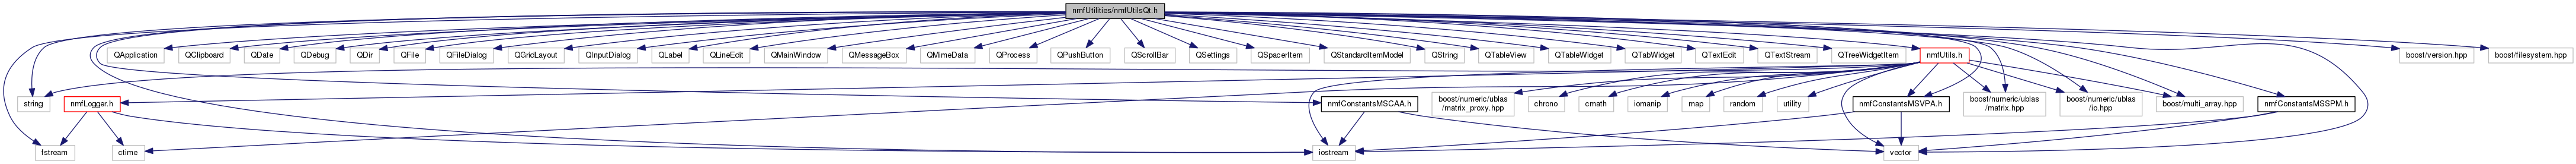 nmfUtilities/nmfUtilsQt.h
QApplication
QClipboard
QDate
QDebug
QDir
QFile
QFileDialog
QGridLayout
QInputDialog
QLabel
QLineEdit
QMainWindow
QMessageBox
QMimeData
QProcess
QPushButton
QScrollBar
QSettings
QSpacerItem
QStandardItemModel
QString
QTableView
QTableWidget
QTabWidget
QTextEdit
QTextStream
QTreeWidgetItem
nmfUtils.h
boost/version.hpp
boost/filesystem.hpp
string
nmfLogger.h
nmfConstantsMSCAA.h
boost/numeric/ublas
/matrix_proxy.hpp
chrono
cmath
iomanip
map
random
utility
nmfConstantsMSVPA.h
boost/numeric/ublas
/matrix.hpp
boost/numeric/ublas
/io.hpp
boost/multi_array.hpp
nmfConstantsMSSPM.h
fstream
ctime
iostream
vector